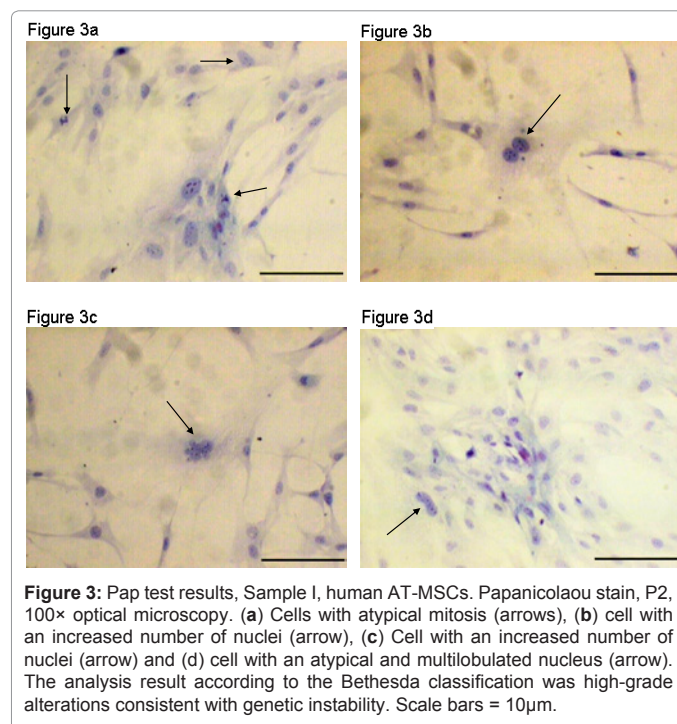 Figure 3a
Figure 3b
Figure 3c
Figure 3d
Figure 3: Pap test results, Sample I, human AT-MSCs. Papanicolaou stain, P2,
100× optical microscopy. (a) Cells with atypical mitosis (arrows), (b) cell with
an increased number of nuclei (arrow), (c) Cell with an increased number of
nuclei (arrow) and (d) cell with an atypical and multilobulated nucleus (arrow).
The analysis result according to the Bethesda classification was high-grade
alterations consistent with genetic instability. Scale bars = 10µm.